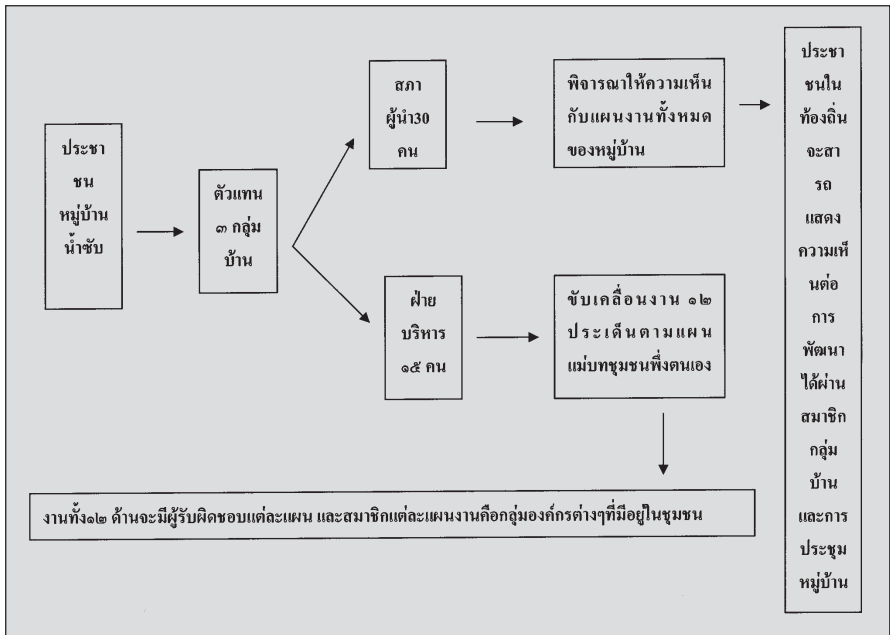 ประชา
ชน
หมู่บ้าน
น้ำซับ
ตัวแทน
๓ กลุ่ม
บ้าน
สภา
ผู้นำ30
คน
พิจารณาให้ความเห็น
กับแผนงานทั้งหมด
ของหมู่บ้าน
ฝ่าย
บริหาร
๑๕ คน
ขับเคลื่อนงาน ๑๒
ประเด็นตามแผน
แม่บทชุมชนพึ่งตนเอง
งานทั้ง๑๒ ด้านจะมีผู้รับผิดชอบแต่ละแผน และสมาชิกแต่ละแผนงานคือกลุ่มองค์กรต่างๆที่มีอยู่ในชุมชน
ประชา
ชนใน
ท้องถิ่น
จะสา
รถ
แสดง
ความเห็
นต่อ
การ
พัฒนา
ได้ผ่าน
สมาชิก
กลุ่ม
บ้าน
และการ
ประชุม
หมู่บ้าน